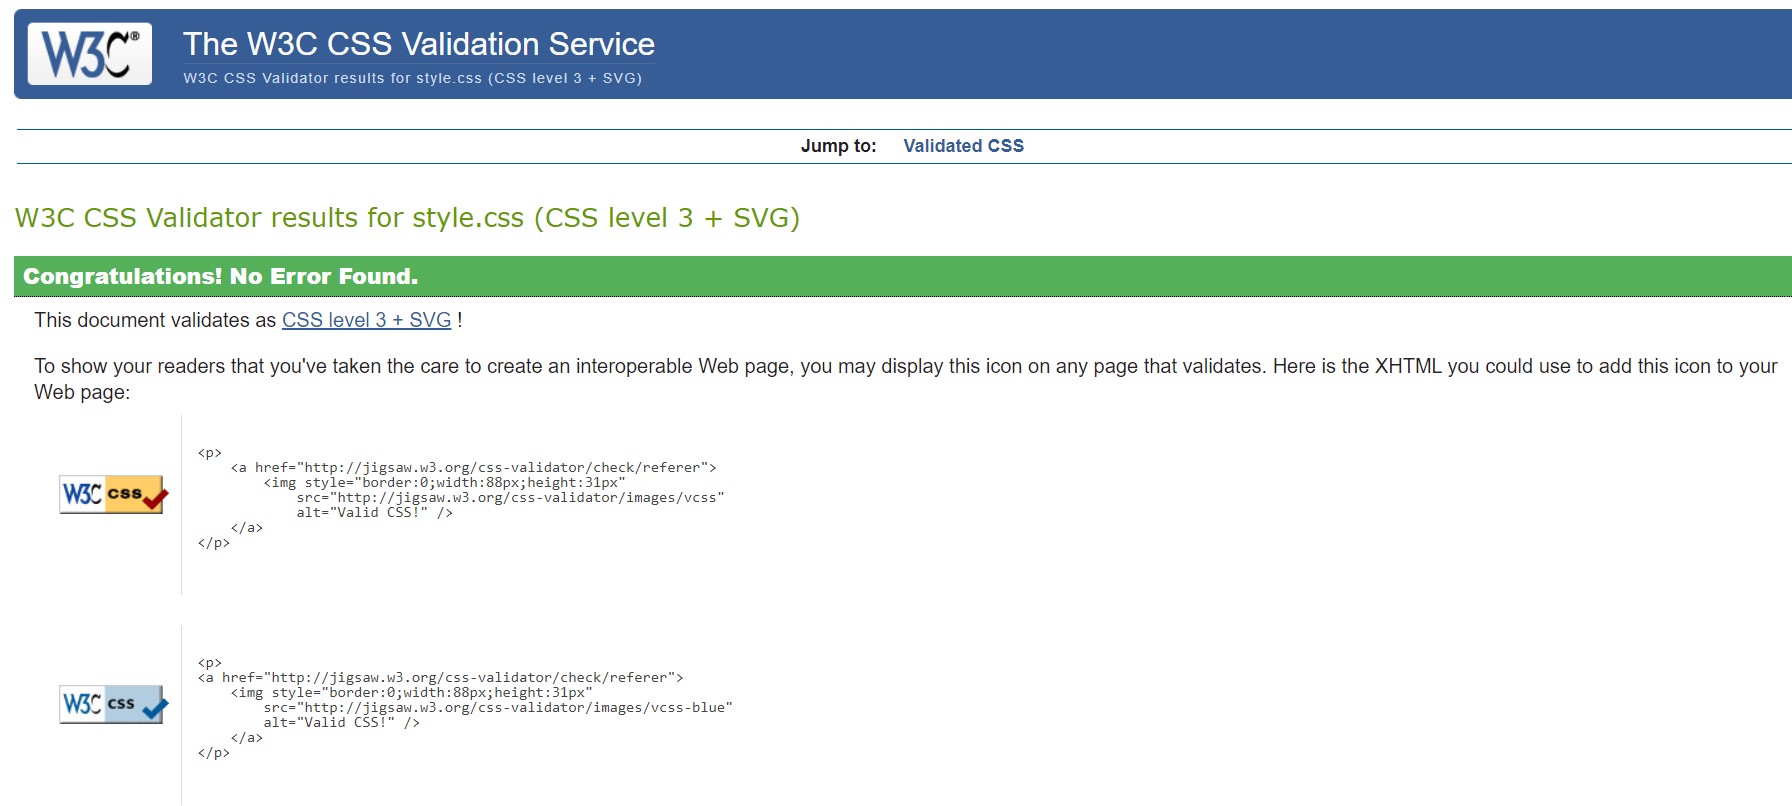 W3C®
The W3C CSS Validation Service
W3C CSS Validator results for style.css (CSS level 3 + SVG)
Jump to: Validated CSS
W3C CSS Validator results for style.css (CSS level 3 + SVG)
Congratulations! No Error Found.
This document validates as CSS level 3 + SVG !
To show your readers that you've taken the care to create an interoperable Web page, you may display this icon on any page that validates. Here is the XHTML you could use to add this icon to your
Web page:
W3C css
<p>
    <a href="http://jigsaw.w3.org/css-validator/check/referer">
        <img style="border:0;width:88px;height:31px"
            src="http://jigsaw.w3.org/css-validator/images/vcss"
            alt="Valid CSS!" />
    </a>
</p>
W3C css
<p>
<a href="http://jigsaw.w3.org/css-validator/check/referer">
    <img style="border:0;width:88px;height:31px"
        src="http://jigsaw.w3.org/css-validator/images/vcss-blue"
        alt="Valid CSS!" />
    </a>
</p>